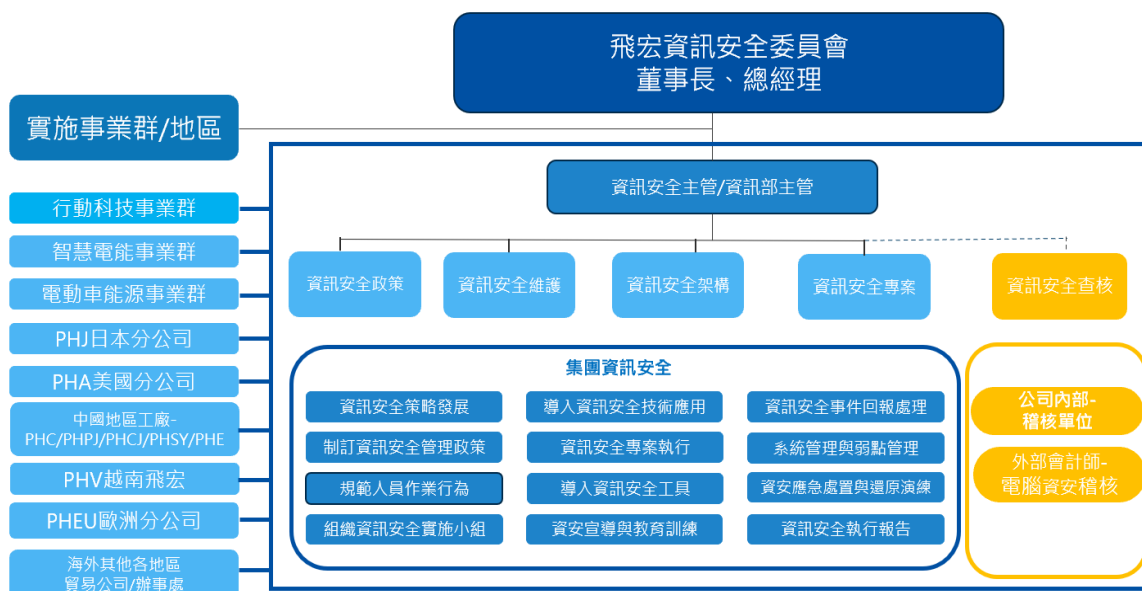 飛宏資訊安全委員會
董事長、總經理
實施事業群/地區
資訊安全主管/資訊部主管
行動科技事業群
智慧電能事業群
電動車能源事業群
PHJ日本分公司
PHA美國分公司
中國地區工廠-
PHC/PHPJ/PHCJ/PHSY/PHE
PHV越南飛宏
PHEU歐洲分公司
海外其他各地區
貿易公司/辦事處
資訊安全政策
資訊安全維護
資訊安全架構
資訊安全專案
資訊安全查核
集團資訊安全
資訊安全策略發展
導入資訊安全技術應用
資訊安全事件回報處理
制訂資訊安全管理政策
資訊安全專案執行
系統管理與弱點管理
規範人員作業行為
導入資訊安全工具
資安應急處置與還原演練
組織資訊安全實施小組
資安宣導與教育訓練
資訊安全執行報告
公司內部-
稽核單位
外部會計師-
電腦資安稽核